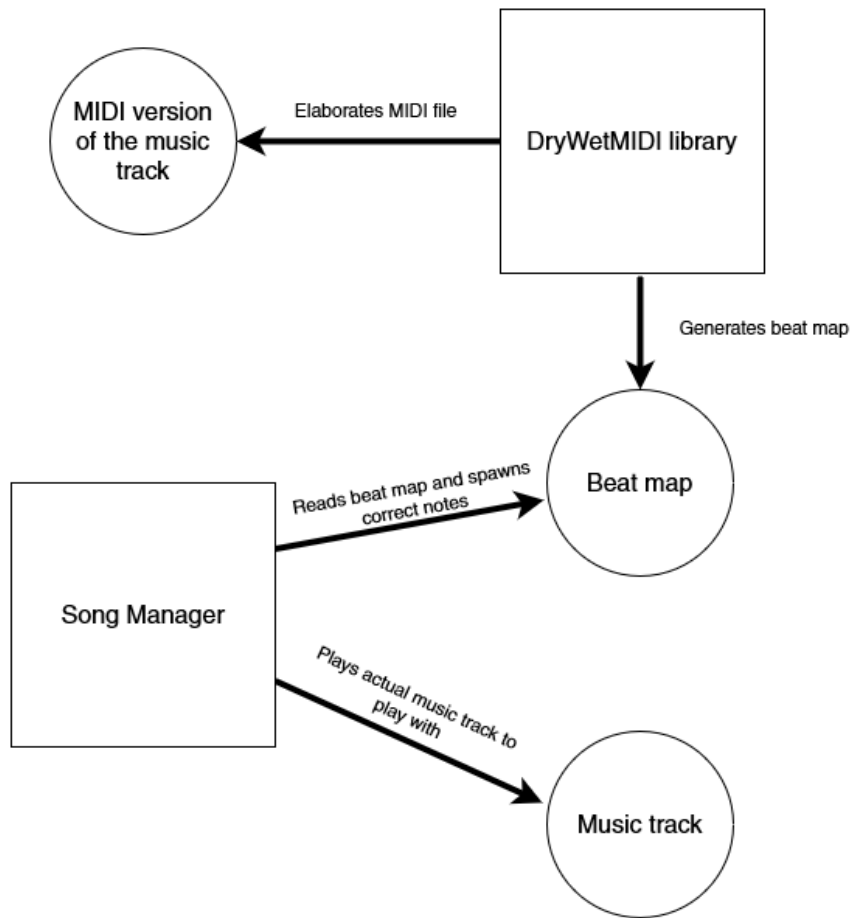 MIDI version
of the music
track
Elaborates MIDI file
DryWetMIDI library
Generates beat map
Reads beat map and spawns
correct notes
Beat map
Song Manager
Plays actual music track to
play with
Music track